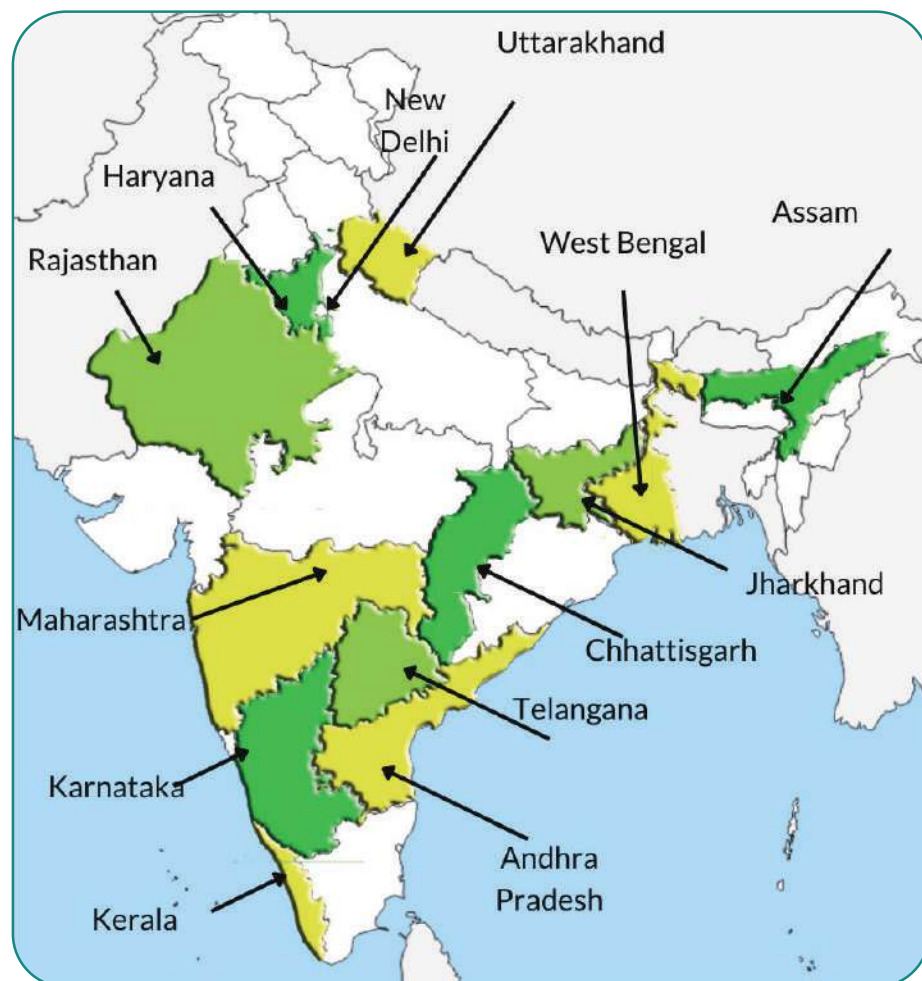 Uttarakhand
New
Delhi
Haryana
Assam
West Bengal
Rajasthan
Jharkhand
Maharashtra
Chhattisgarh
Telangana
Karnataka
Andhra
Pradesh
Kerala